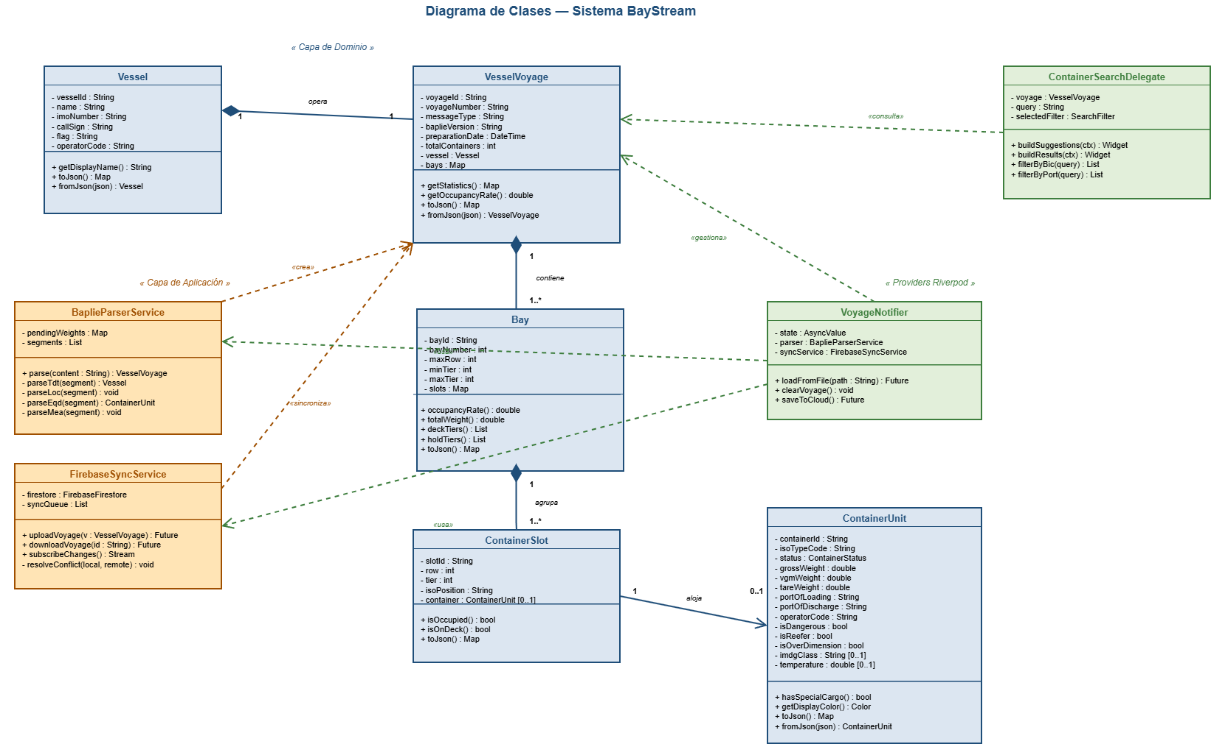 Diagrama de Clases — Sistema BayStream
« Capa de Dominio »
Vessel
- vesselId : String
- name : String
- imoNumber : String
- callSign : String
- flag : String
- operatorCode : String
+ getDisplayName() : String
+ toJson() : Map
+ fromJson(json) : Vessel
opera
1
1
VesselVoyage
- voyageId : String
- voyageNumber : String
- messageType : String
- baplieVersion : String
- preparationDate : DateTime
- totalContainers : int
- vessel : Vessel
- bays : Map
+ getStatistics() : Map
+ getOccupancyRate() : double
+ toJson() : Map
+ fromJson(json) : VesselVoyage
«consulta»
ContainerSearchDelegate
- voyage : VesselVoyage
- query : String
- selectedFilter : SearchFilter
+ buildSuggestions(ctx) : Widget
+ buildResults(ctx) : Widget
+ filterByBic(query) : List
+ filterByPort(query) : List
«gestiona»
1
contiene
1..*
«crea»
« Capa de Aplicación »
« Providers Riverpod »
BaplieParserService
- pendingWeights : Map
- segments : List
+ parse(content : String) : VesselVoyage
- parseTdt(segment) : Vessel
- parseLoc(segment) : void
- parseEqd(segment) : ContainerUnit
- parseMea(segment) : void
«sincroniza»
Bay
- bayId : String
- bayNumber : int
- maxRow : int
- minTier : int
- maxTier : int
- slots : Map
+ occupancyRate() : double
+ totalWeight() : double
+ deckTiers() : List
+ holdTiers() : List
+ toJson() : Map
VoyageNotifier
- state : AsyncValue
- parser : BaplieParserService
- syncService : FirebaseSyncService
+ loadFromFile(path : String) : Future
+ clearVoyage() : void
+ saveToCloud() : Future
FirebaseSyncService
- firestore : FirebaseFirestore
- syncQueue : List
+ uploadVoyage(v : VesselVoyage) : Future
+ downloadVoyage(id : String) : Future
+ subscribeChanges() : Stream
- resolveConflict(local, remote) : void
1
agrupa
1..*
«usa»
ContainerSlot
- slotId : String
- row : int
- tier : int
- isoPosition : String
- container : ContainerUnit [0..1]
+ isOccupied() : bool
+ isOnDeck() : bool
+ toJson() : Map
1
aloja
0..1
ContainerUnit
- containerId : String
- isoTypeCode : String
- status : ContainerStatus
- grossWeight : double
- vgmWeight : double
- tareWeight : double
- portOfLoading : String
- portOfDischarge : String
- operatorCode : String
- isDangerous : bool
- isReefer : bool
- isOverDimension : bool
- imdgClass : String [0..1]
- temperature : double [0..1]
+ hasSpecialCargo() : bool
+ getDisplayColor() : Color
+ toJson() : Map
+ fromJson(json) : ContainerUnit